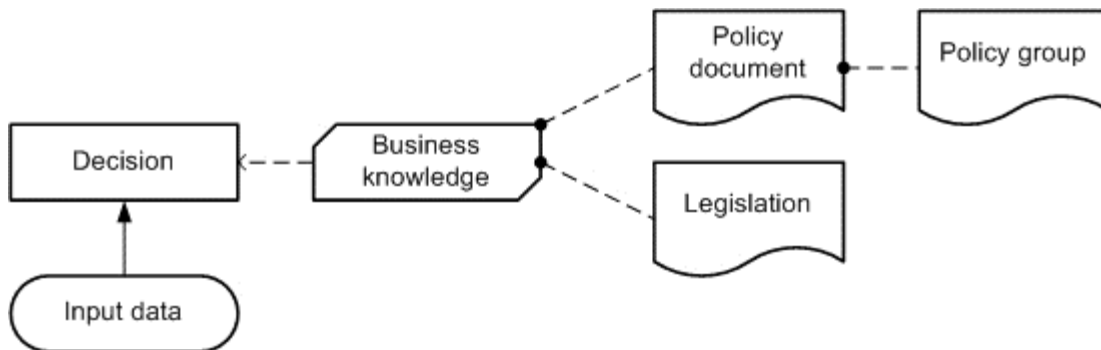 Policy
document
Policy group
Decision
Business
knowledge
Legislation
Input data